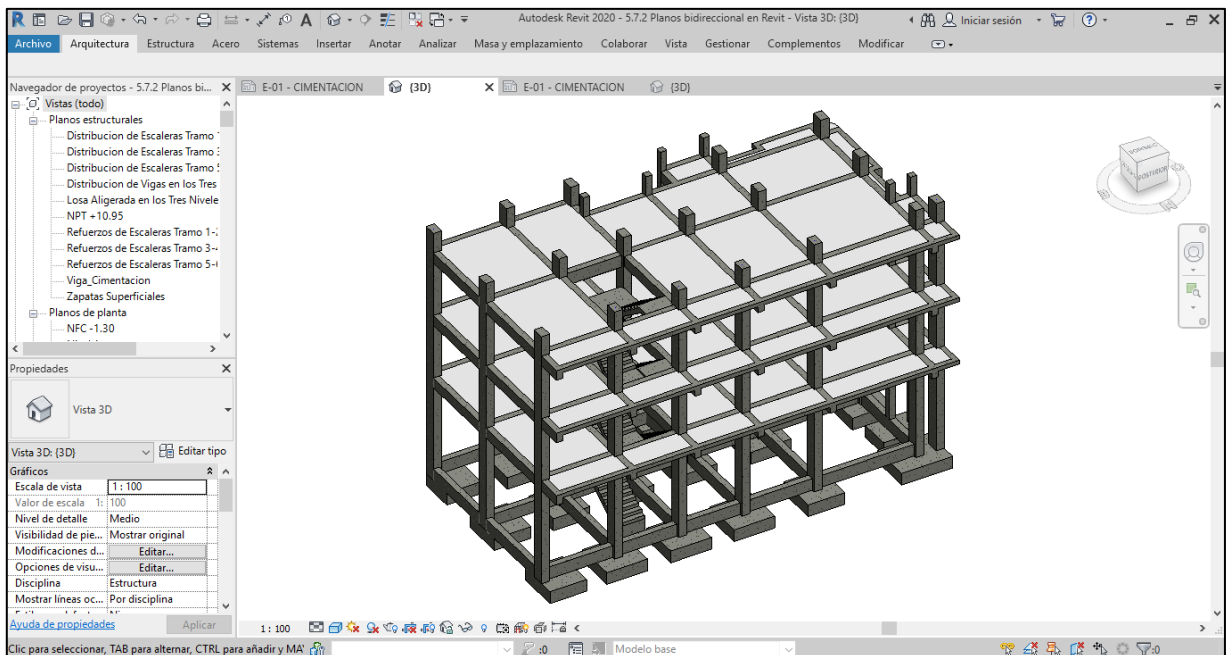 Autodesk Revit 2020 - 5.7.2 Planos bidireccional en Revit - Vista 3D: {3D}
Iniciar sesión
Archivo Arquitectura Estructura Acero Sistemas Insertar Anotar Analizar Masa y emplazamiento Colaborar Vista Gestionar Complementos Modificar
Navegador de proyectos - 5.7.2 Planos bi...
E-01 - CIMENTACION
{3D}
E-01 - CIMENTACION
{3D}
Vistas (todo)
Planos estructurales
Distribucion de Escaleras Tramo
Distribucion de Escaleras Tramo
Distribucion de Escaleras Tramo
Distribucion de Vigas en los Tres
Losa Aligerada en los Tres Nivele
NPT +10.95
Refuerzos de Escaleras Tramo 1-
Refuerzos de Escaleras Tramo 3-
Refuerzos de Escaleras Tramo 5-
Viga_Cimentacion
Zapatas Superficiales
Planos de planta
NFC -1.30
POSTERIOR
Propiedades
Vista 3D
Vista 3D: {3D}
Editar tipo
Gráficos
Escala de vista 1 : 100
Valor de escala 1: 100
Nivel de detalle Medio
Visibilidad de pie... Mostrar original
Modificaciones d... Editar...
Opciones de visu... Editar...
Disciplina Estructura
Mostrar líneas oc... Por disciplina
Ayuda de propiedades Aplicar
1 : 100
Clic para seleccionar, TAB para alternar, CTRL para añadir y MA
:0
Modelo base
:0